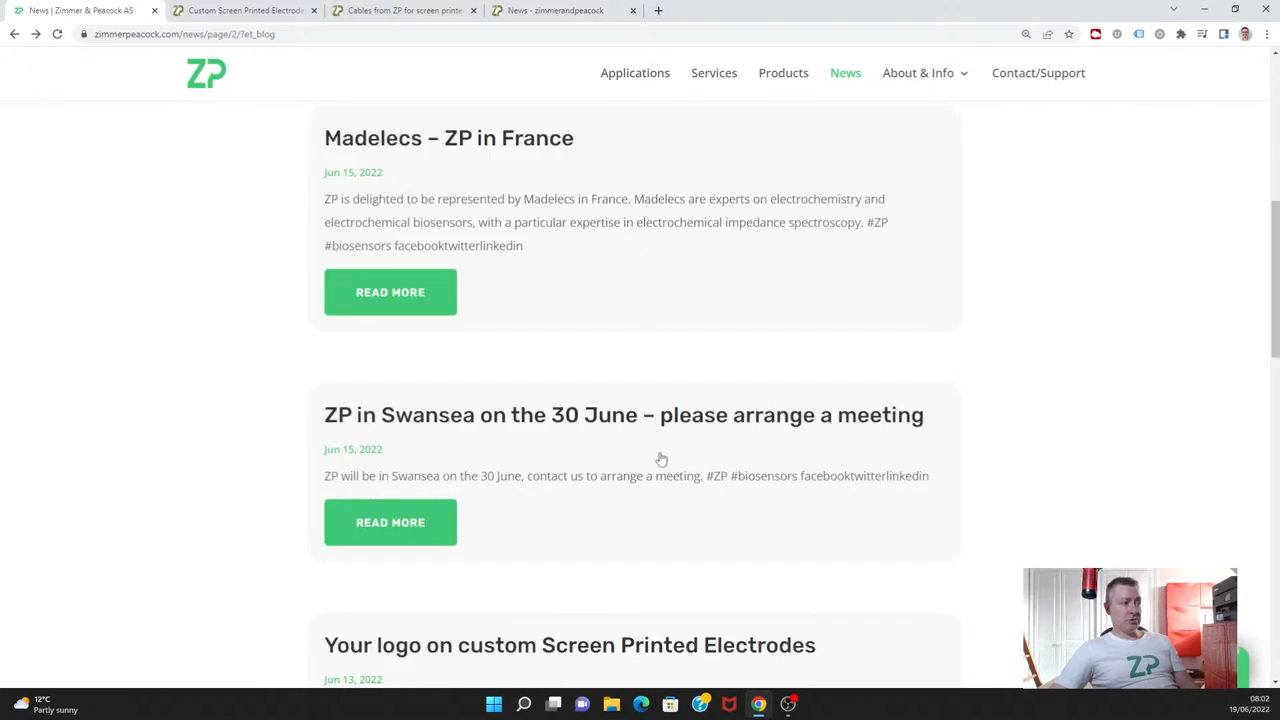 News | Zimmer & Peacock AS
Custom Screen Printed Electrode
Cables from ZP for screen printe
News - zimmerandpeacock
zimmerpeacock.com/news/page/2/?et_blog
ZP
Applications
Services
Products
News
About & Info
Contact/Support
Madelecs – ZP in France
Jun 15, 2022
ZP is delighted to be represented by Madelecs in France. Madelecs are experts on electrochemistry and
electrochemical biosensors, with a particular expertise in electrochemical impedance spectroscopy. #ZP
#biosensors facebooktwitterlinkedin
READ MORE
ZP in Swansea on the 30 June – please arrange a meeting
Jun 15, 2022
ZP will be in Swansea on the 30 June, contact us to arrange a meeting. #ZP #biosensors facebooktwitterlinkedin
READ MORE
Your logo on custom Screen Printed Electrodes
Jun 13, 2022
ZP
12°C
Partly sunny
08:02
19/06/2022